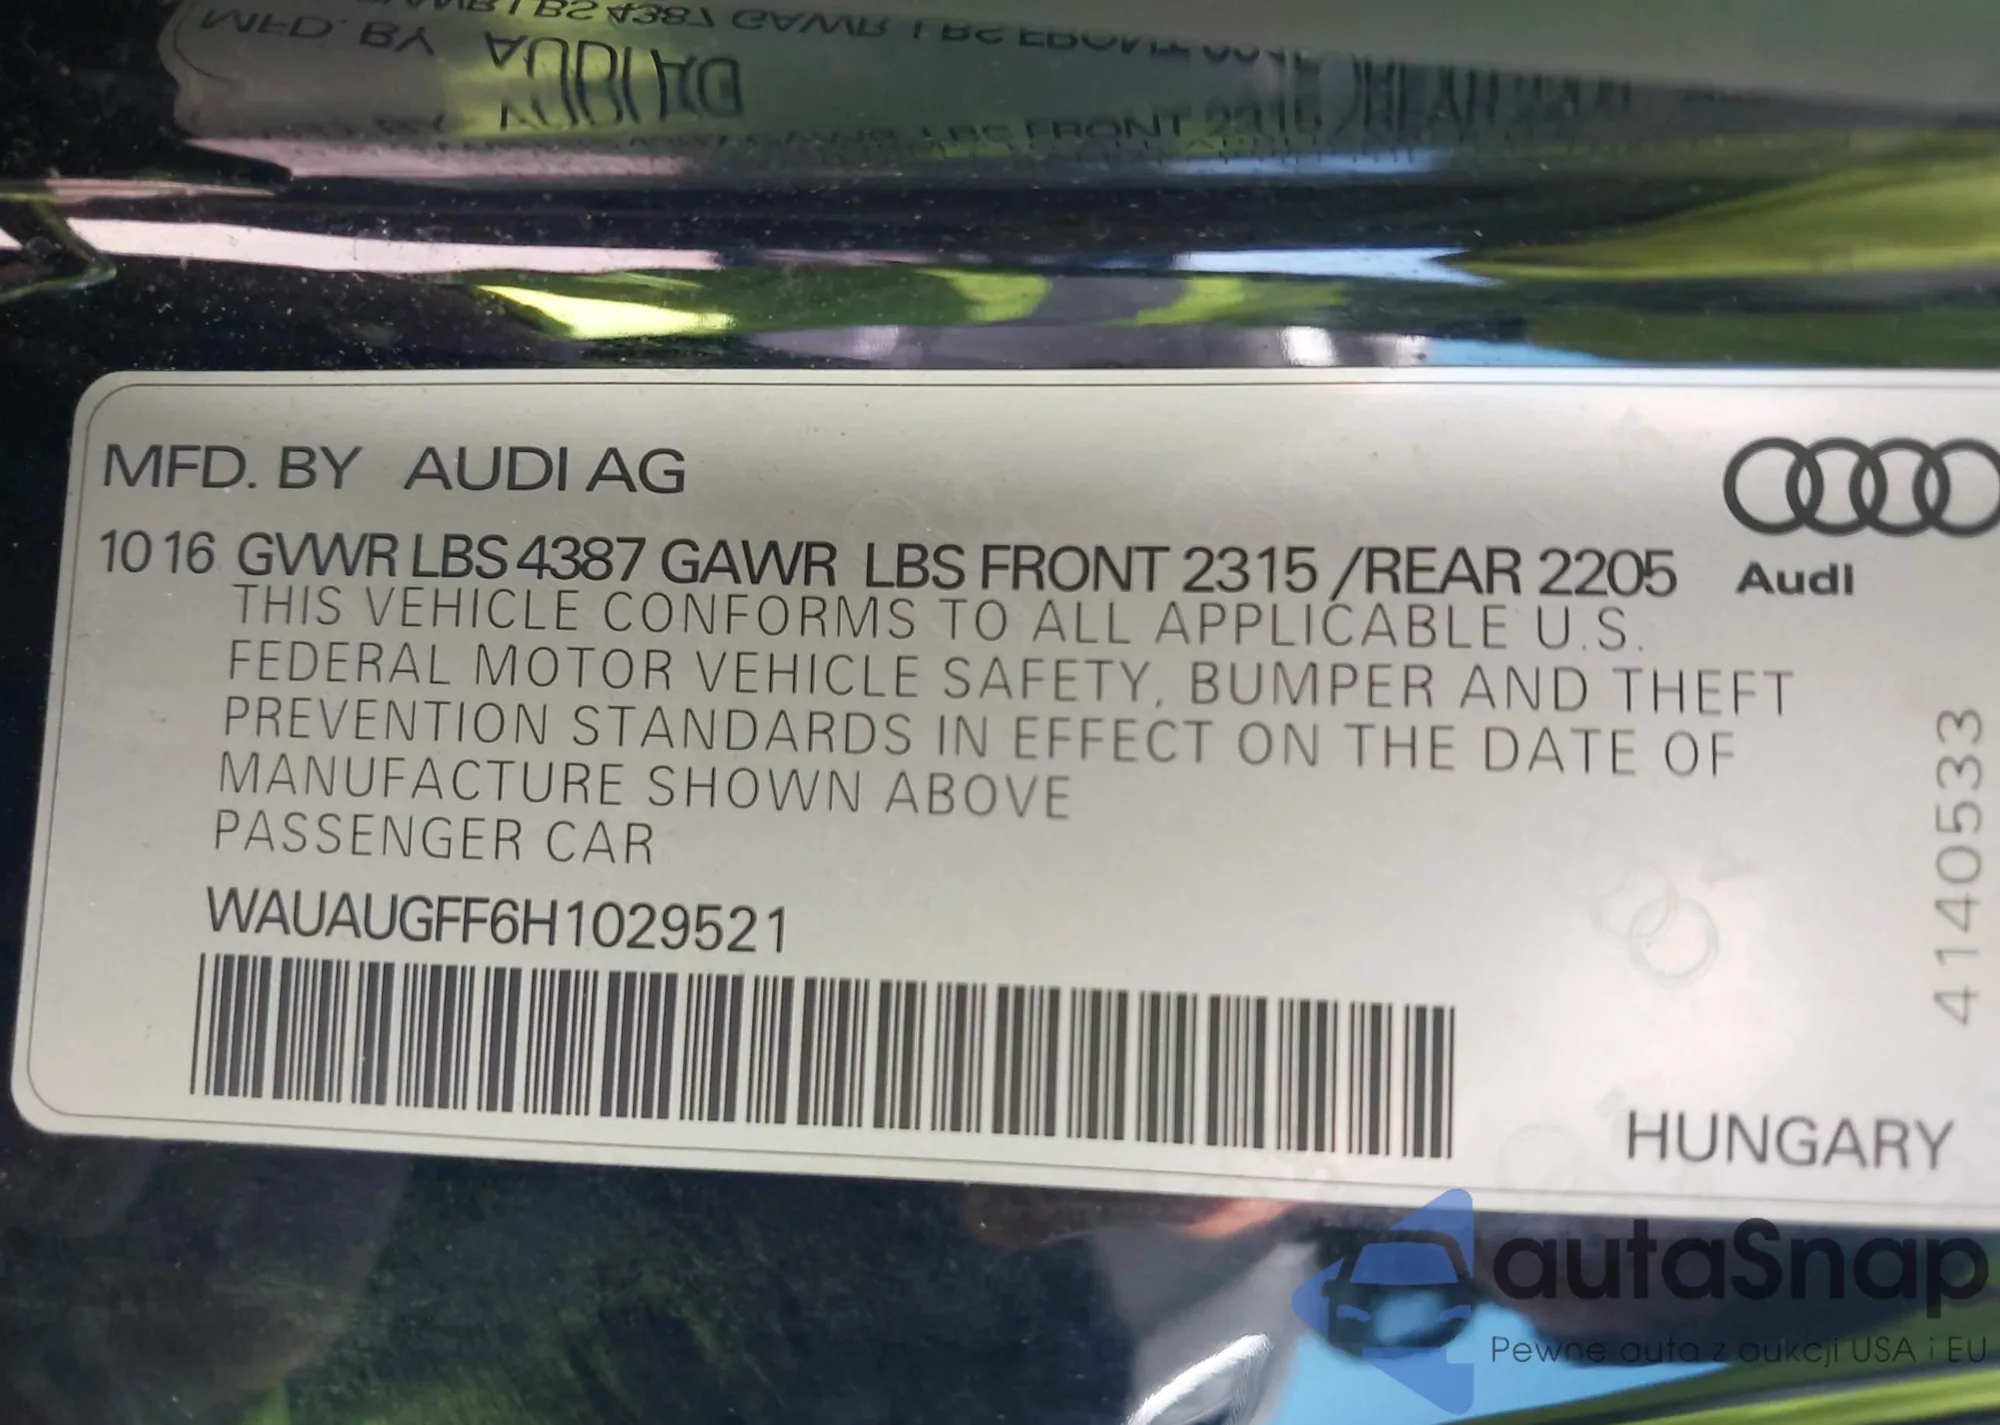 MFD. BY AUDI AG
10 16 GVWR LBS 4387 GAWR LBS FRONT 2315 /REAR 2205
Audi
THIS VEHICLE CONFORMS TO ALL APPLICABLE U.S.
FEDERAL MOTOR VEHICLE SAFETY, BUMPER AND THEFT
PREVENTION STANDARDS IN EFFECT ON THE DATE OF
MANUFACTURE SHOWN ABOVE
PASSENGER CAR
WAUAUGFF6H1029521
4140533
HUNGARY
autaSnap
Pewne auta z aukcji USA i EU